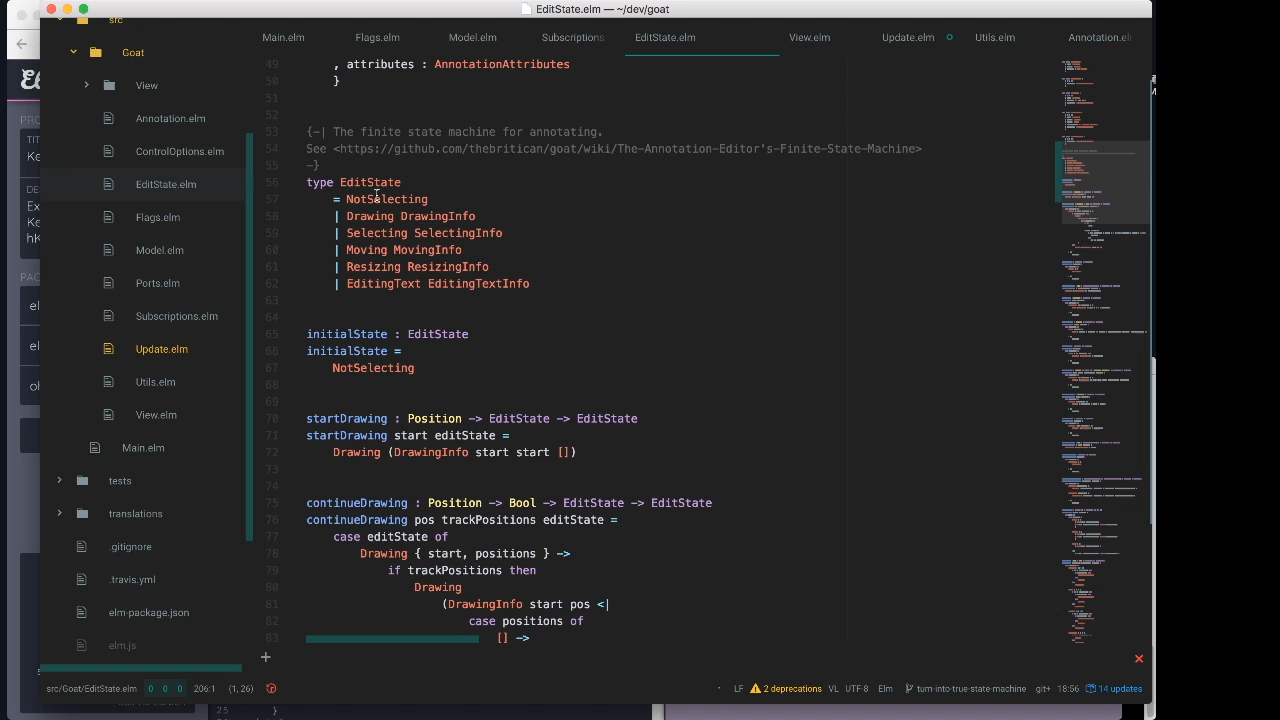 EditState.elm — ~/dev/goat
src
Goat
View
Annotation.elm
ControlOptions.elm
EditState.elm
Flags.elm
Model.elm
Ports.elm
Subscriptions.elm
Update.elm
Utils.elm
View.elm
Main.elm
tests
translations
.gitignore
.travis.yml
elm-package.json
elm.js
Main.elm Flags.elm Model.elm Subscriptions. EditState.elm View.elm Update.elm Utils.elm Annotation.elm
49 , attributes : AnnotationAttributes
50 }
51
52
53 {-| The finite state machine for annotating.
54 See <https://github.com/thebritican/goat/wiki/The-Annotation-Editor's-Finite-State-Machine>
55 -}
56 type EditState
57 = NotSelecting
58 | Drawing DrawingInfo
59 | Selecting SelectingInfo
60 | Moving MovingInfo
61 | Resizing ResizingInfo
62 | EditingText EditingTextInfo
63
64
65 initialState : EditState
66 initialState =
67 NotSelecting
68
69
70 startDrawing : Position -> EditState -> EditState
71 startDrawing start editState =
72 Drawing (DrawingInfo start start [])
73
74
75 continueDrawing : Position -> Bool -> EditState -> EditState
76 continueDrawing pos trackPositions editState =
77 case editState of
78 Drawing { start, positions } ->
79 if trackPositions then
80 Drawing
81 (DrawingInfo start pos <|
82 case positions of
83 [] ->
src/Goat/EditState.elm 0 0 0 206:1 (1, 26) LF 2 deprecations VL UTF-8 Elm turn-into-true-state-machine git+ 18:56 14 updates
25 }